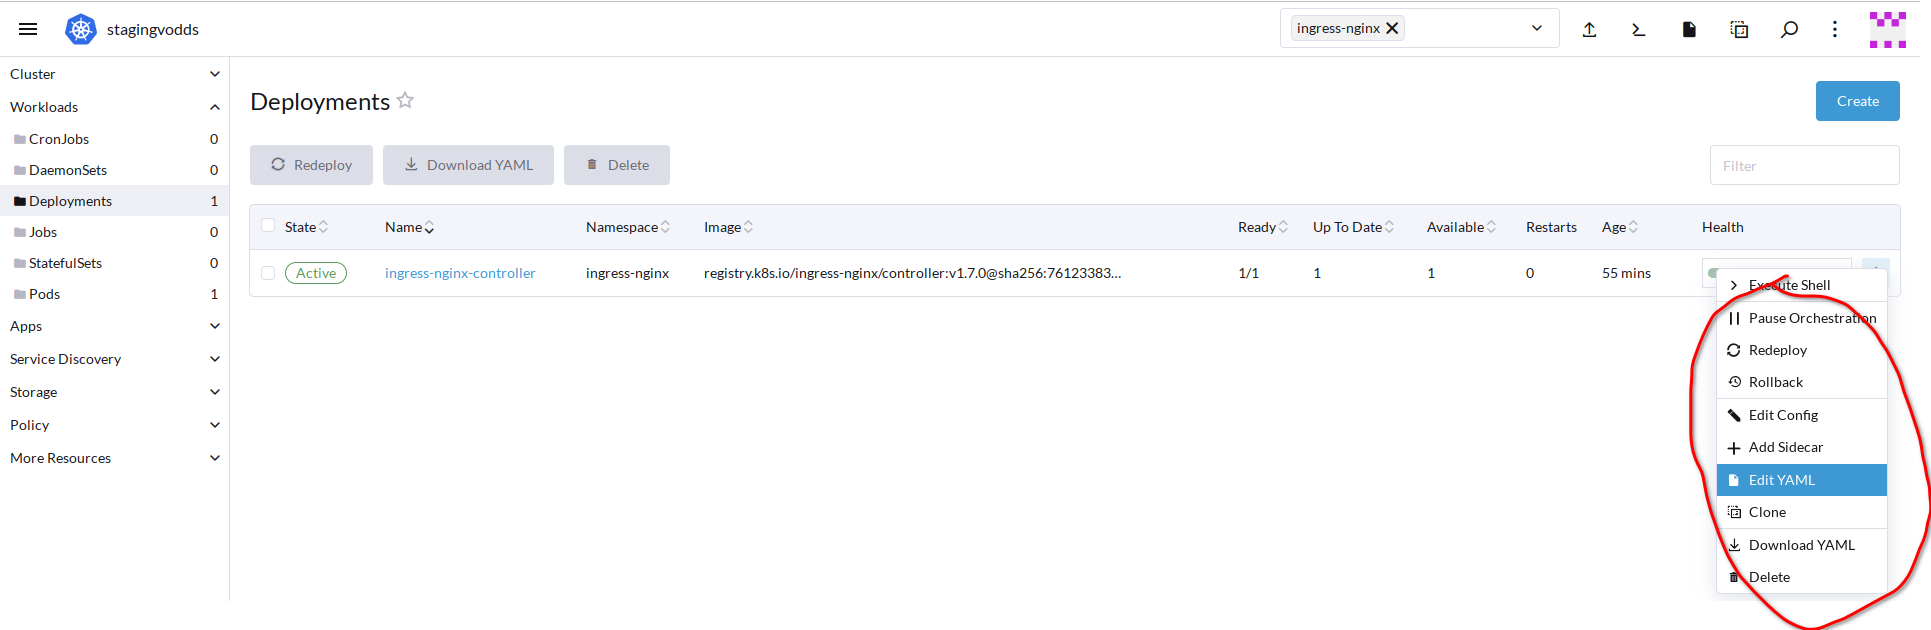 stagingvodds
ingress-nginx
Cluster
Workloads
CronJobs 0
DaemonSets 0
Deployments 1
Jobs 0
StatefulSets 0
Pods 1
Apps
Service Discovery
Storage
Policy
More Resources
Deployments
Create
Redeploy Download YAML Delete
Filter
State Name Namespace Image Ready Up To Date Available Restarts Age Health
Active ingress-nginx-controller ingress-nginx registry.k8s.io/ingress-nginx/controller:v1.7.0@sha256:76123383... 1/1 1 1 0 55 mins
Execute Shell
Pause Orchestration
Redeploy
Rollback
Edit Config
Add Sidecar
Edit YAML
Clone
Download YAML
Delete